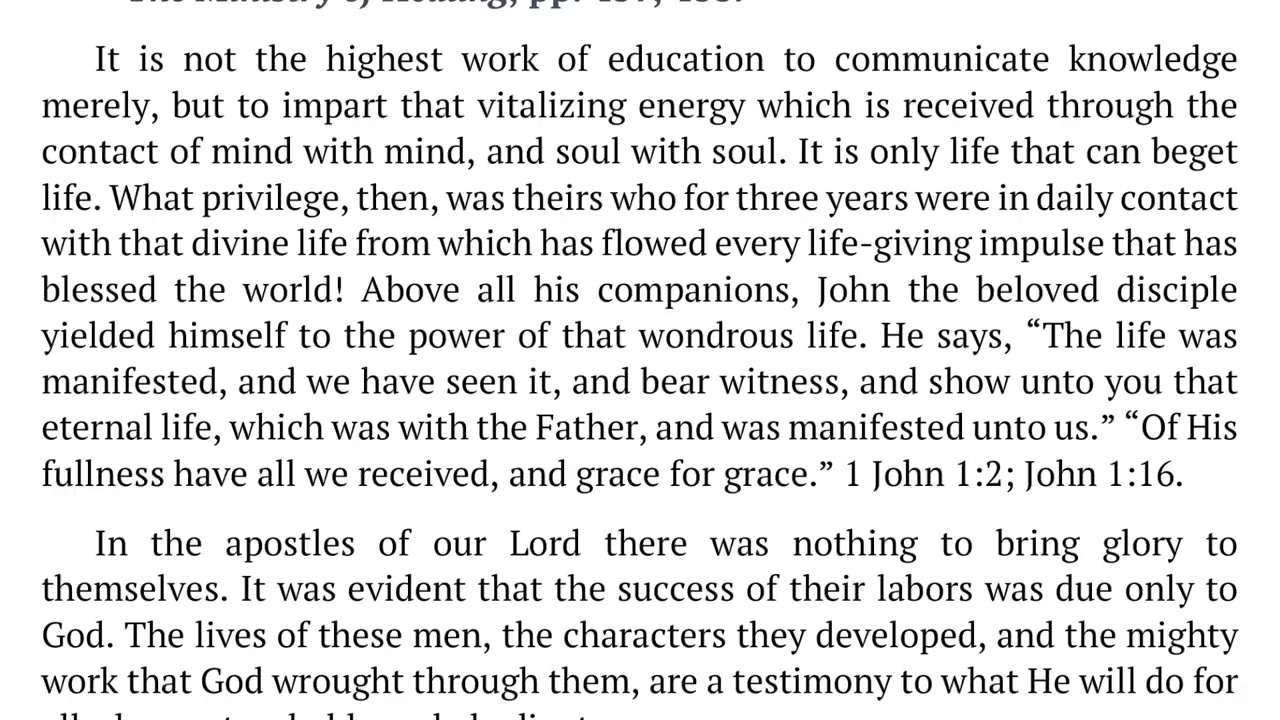 The Ministry of Healing, pp.
It is not the highest work of education to communicate knowledge
merely, but to impart that vitalizing energy which is received through the
contact of mind with mind, and soul with soul. It is only life that can beget
life. What privilege, then, was theirs who for three years were in daily contact
with that divine life from which has flowed every life-giving impulse that has
blessed the world! Above all his companions, John the beloved disciple
yielded himself to the power of that wondrous life. He says, “The life was
manifested, and we have seen it, and bear witness, and show unto you that
eternal life, which was with the Father, and was manifested unto us.” “Of His
fullness have all we received, and grace for grace.” 1 John 1:2; John 1:16.
In the apostles of our Lord there was nothing to bring glory to
themselves. It was evident that the success of their labors was due only to
God. The lives of these men, the characters they developed, and the mighty
work that God wrought through them, are a testimony to what He will do for